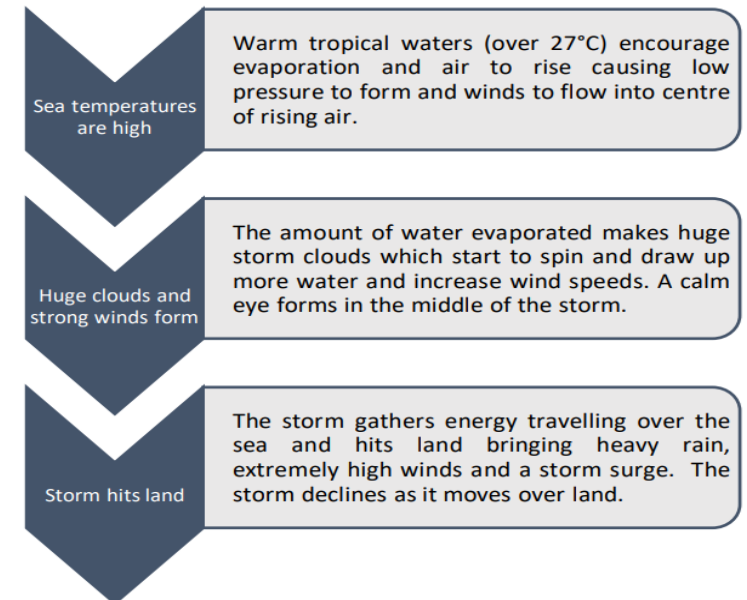 Sea temperatures
are high
Warm tropical waters (over 27°C) encourage
evaporation and air to rise causing low
pressure to form and winds to flow into centre
of rising air.
Huge clouds and
strong winds form
The amount of water evaporated makes huge
storm clouds which start to spin and draw up
more water and increase wind speeds. A calm
eye forms in the middle of the storm.
Storm hits land
The storm gathers energy travelling over the
sea and hits land bringing heavy rain,
extremely high winds and a storm surge. The
storm declines as it moves over land.